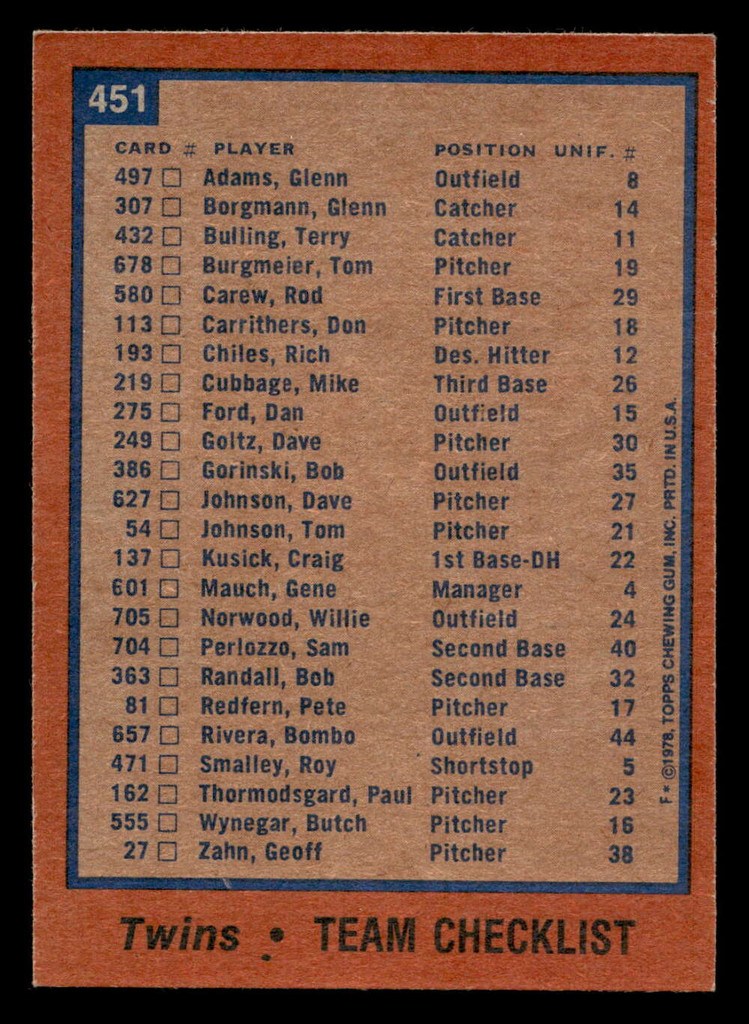 451
CARD # PLAYER POSITION UNIF. #
497 Adams, Glenn Outfield 8
307 Borgmann, Glenn Catcher 14
432 Bulling, Terry Catcher 11
678 Burgmeier, Tom Pitcher 19
580 Carew, Rod First Base 29
113 Carrithers, Don Pitcher 18
193 Chiles, Rich Des. Hitter 12
219 Cubbage, Mike Third Base 26
275 Ford, Dan Outfield 15
249 Goltz, Dave Pitcher 30
386 Gorinski, Bob Outfield 35
627 Johnson, Dave Pitcher 27
54 Johnson, Tom Pitcher 21
137 Kusick, Craig 1st Base-DH 22
601 Mauch, Gene Manager 4
705 Norwood, Willie Outfield 24
704 Perlozzo, Sam Second Base 40
363 Randall, Bob Second Base 32
81 Redfern, Pete Pitcher 17
657 Rivera, Bombo Outfield 44
471 Smalley, Roy Shortstop 5
162 Thormodsgard, Paul Pitcher 23
555 Wynegar, Butch Pitcher 16
27 Zahn, Geoff Pitcher 38
F* ©1978, TOPPS CHEWING GUM, INC. PRTD. IN U.S.A.
Twins • TEAM CHECKLIST